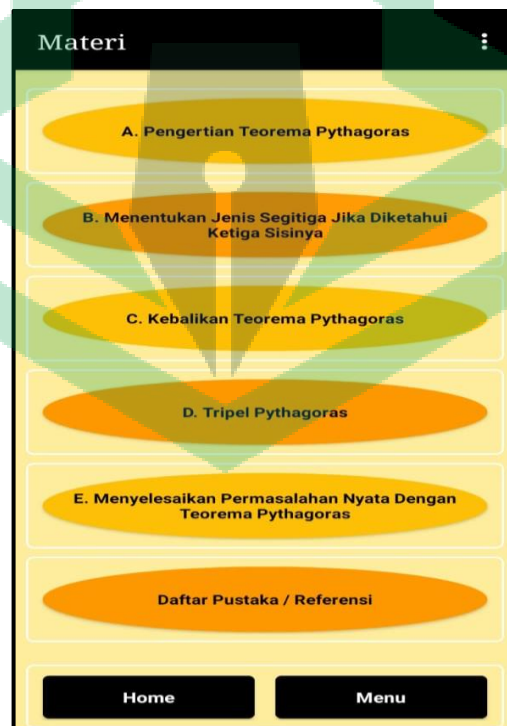 Materi
A. Pengertian Teorema Pythagoras
B. Menentukan Jenis Segitiga Jika Diketahui
Ketiga Sisinya
C. Kebalikan Teorema Pythagoras
D. Tripel Pythagoras
E. Menyelesaikan Permasalahan Nyata Dengan
Teorema Pythagoras
Daftar Pustaka / Referensi
Home
Menu